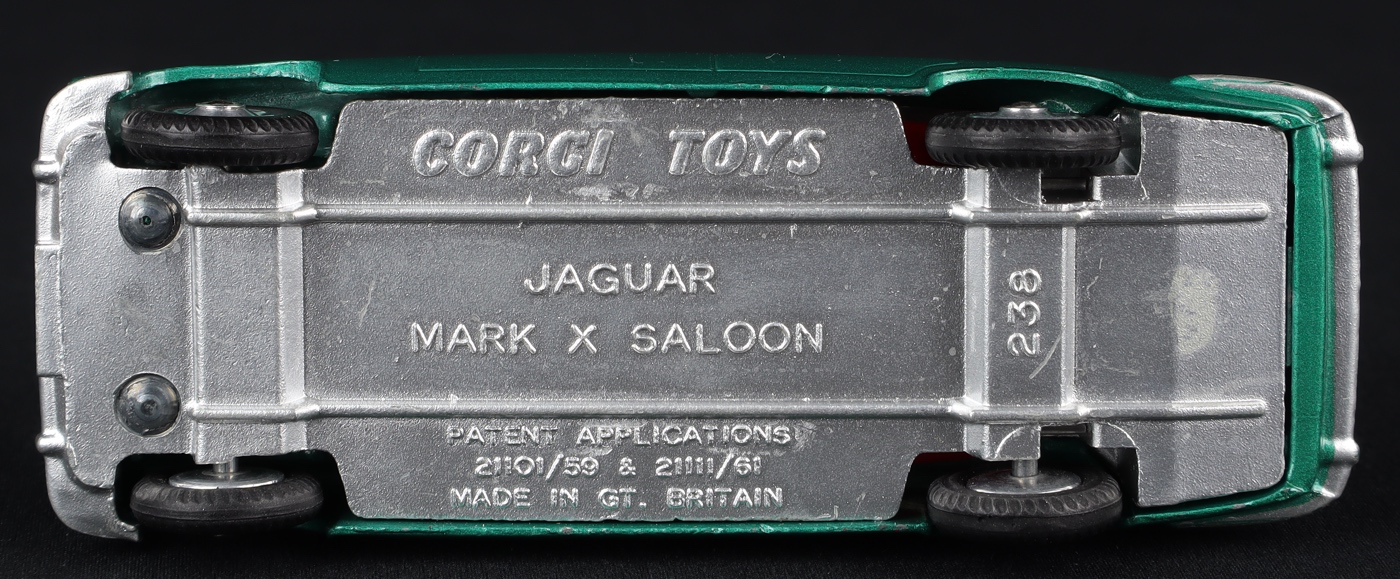 CORGI TOYS
JAGUAR
MARK X SALOON
238
PATENT APPLICATIONS
21101/59 & 21111/61
MADE IN GT. BRITAIN